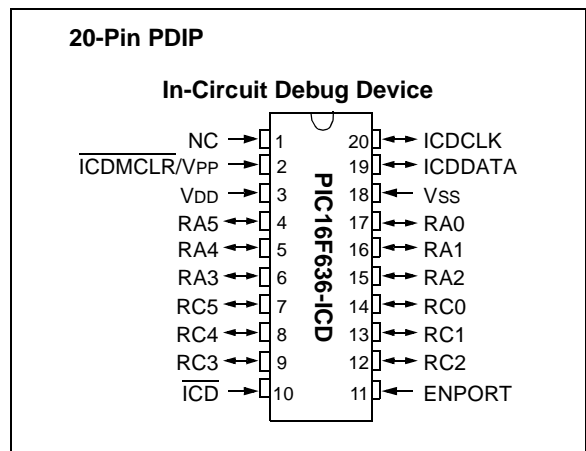 20-Pin PDIP
In-Circuit Debug Device
NC 1 20 ICDCLK
ICDMCLR/VPP 2 19 ICDDATA
VDD 3 18 VSS
RA5 4 17 RA0
RA4 5 16 RA1
RA3 6 15 RA2
RC5 7 14 RC0
RC4 8 13 RC1
RC3 9 12 RC2
ICD 10 11 ENPORT
PIC16F636-ICD